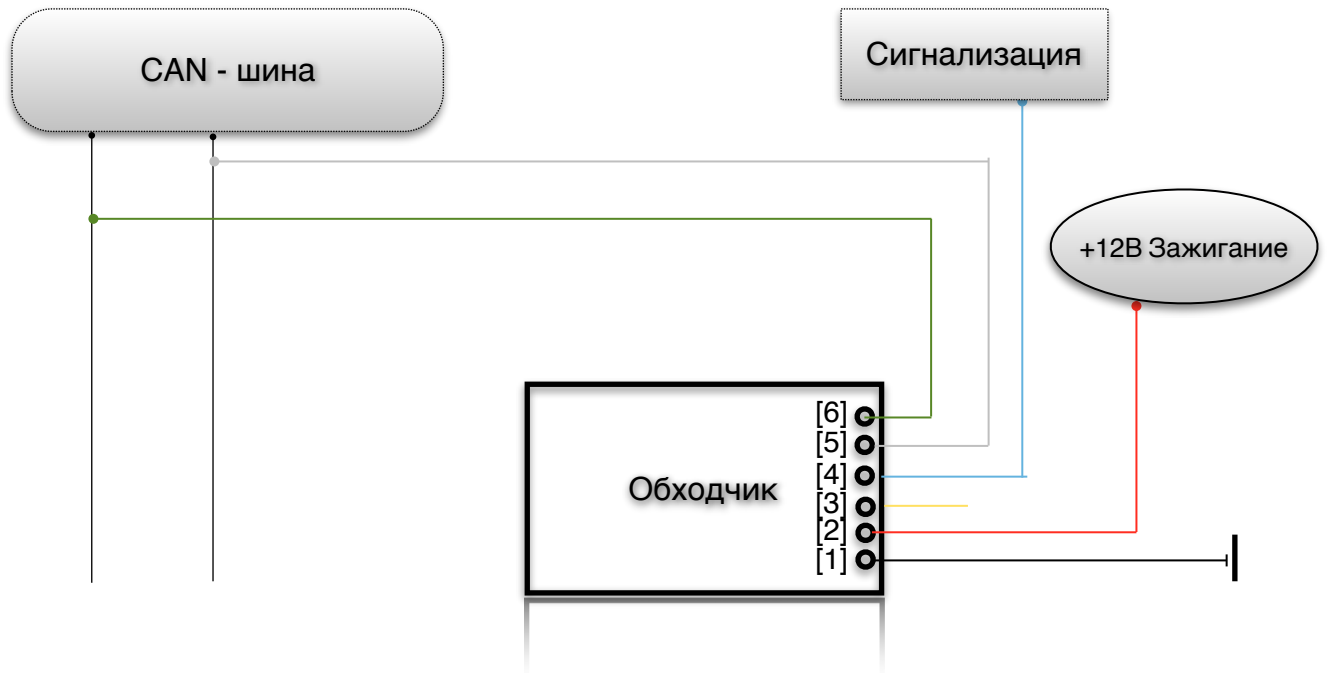 CAN - шина
Сигнализация
+12В Зажигание
Обходчик
[6]
[5]
[4]
[3]
[2]
[1]